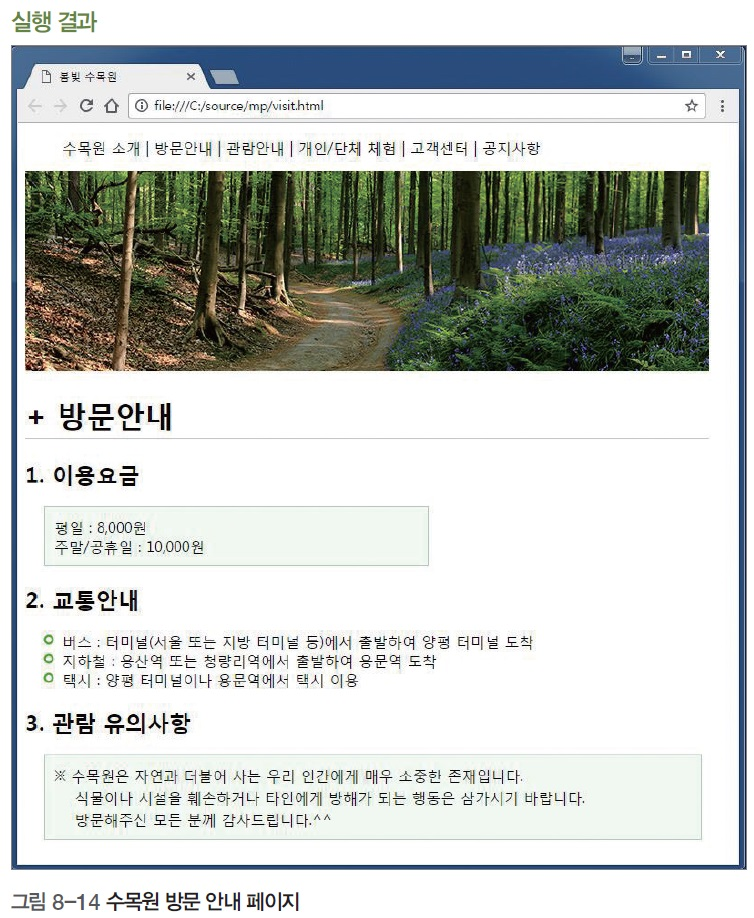 실행 결과
봄빛 수목원
file:///C:/source/mp/visit.html
수목원 소개 | 방문안내 | 관람안내 | 개인/단체 체험 | 고객센터 | 공지사항
+ 방문안내
1. 이용요금
평일 : 8,000원
주말/공휴일 : 10,000원
2. 교통안내
버스 : 터미널(서울 또는 지방 터미널 등)에서 출발하여 양평 터미널 도착
지하철 : 용산역 또는 청량리역에서 출발하여 용문역 도착
택시 : 양평 터미널이나 용문역에서 택시 이용
3. 관람 유의사항
※ 수목원은 자연과 더불어 사는 우리 인간에게 매우 소중한 존재입니다.
식물이나 시설을 훼손하거나 타인에게 방해가 되는 행동은 삼가시기 바랍니다.
방문해주신 모든 분께 감사드립니다.^^
그림 8-14 수목원 방문 안내 페이지